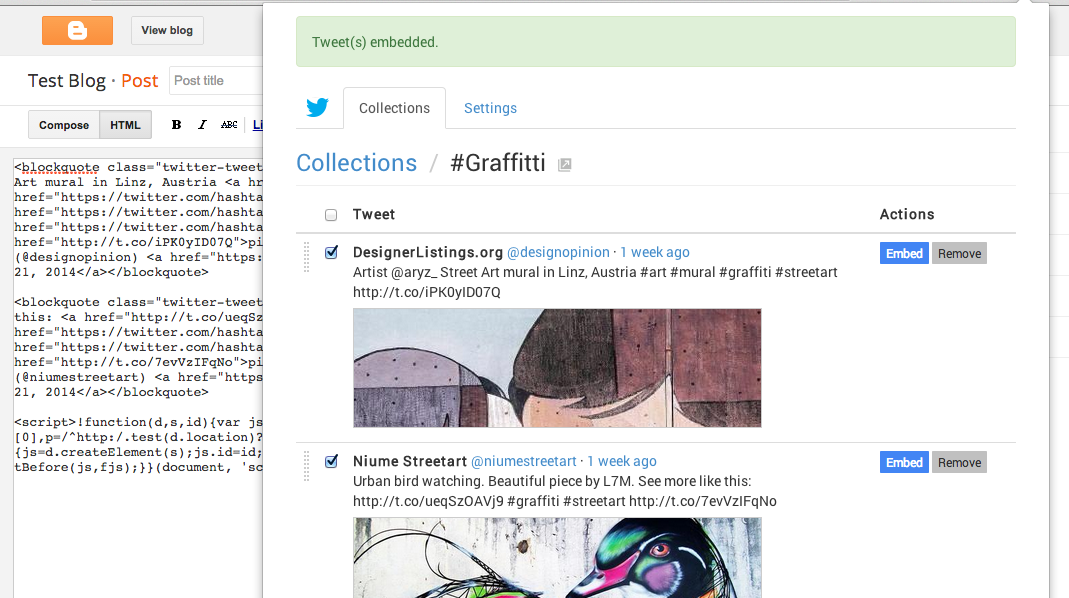 View blog
Test Blog · Post
Post title
Compose HTML B I ABC Li
<blockquote class="twitter-tweet
Art mural in Linz, Austria <a hr
href="https://twitter.com/hashta
href="https://twitter.com/hashta
href="https://twitter.com/hashta
href="http://t.co/iPK0yID07Q">pi
(@designopinion) <a href="https:
21, 2014</a></blockquote>
<blockquote class="twitter-tweet
this: <a href="http://t.co/ueqSz
href="https://twitter.com/hashta
href="https://twitter.com/hashta
href="http://t.co/7evVzIFqNo">pi
(@niumestreetart) <a href="https
21, 2014</a></blockquote>
<script>!function(d,s,id){var js
[0],p=/^http:/.test(d.location)?
{js=d.createElement(s);js.id=id;
tBefore(js,fjs);}}(document, 'sc
Tweet(s) embedded.
Collections Settings
Collections / #Graffitti
Tweet Actions
DesignerListings.org @designopinion · 1 week ago
Embed Remove
Artist @aryz_ Street Art mural in Linz, Austria #art #mural #graffiti #streetart
http://t.co/iPK0yID07Q
Niume Streetart @niumestreetart · 1 week ago
Embed Remove
Urban bird watching. Beautiful piece by L7M. See more like this:
http://t.co/ueqSzOAVj9 #graffiti #streetart http://t.co/7evVzIFqNo